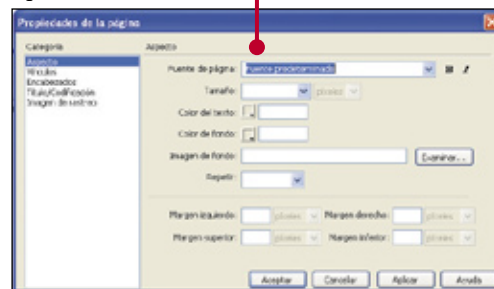 Propiedades de la página
Categoría
Aspecto
Vínculos
Encabezados
Título/Codificación
Imagen de rastreo
Aspecto
Fuente de página: Fuente predeterminada B I
Tamaño: píxeles
Color del texto:
Color de fondo:
Imagen de fondo: Examinar...
Repetir:
Margen izquierdo: píxeles Margen derecho: píxeles
Margen superior: píxeles Margen inferior: píxeles
Aceptar Cancelar Aplicar Ayuda